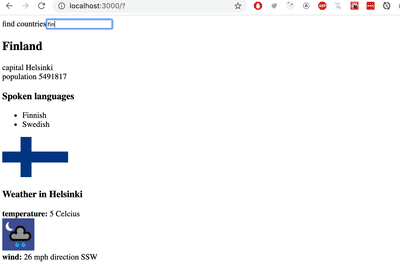 localhost:3000/?
find countries fin
Finland
capital Helsinki
population 5491817
Spoken languages
Finnish
Swedish
Weather in Helsinki
temperature: 5 Celcius
wind: 26 mph direction SSW